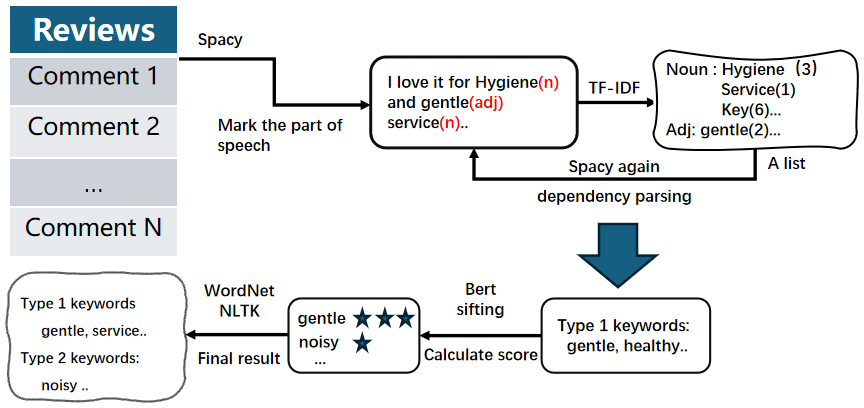 Reviews
Comment 1
Comment 2
...
Comment N
Spacy
Mark the part of
speech
I love it for Hygiene(n)
and gentle(adj)
service(n)..
TF-IDF
Noun : Hygiene（3)
Service(1)
Key(6)...
Adj: gentle(2)...
A list
Spacy again
dependency parsing
Type 1 keywords:
gentle, healthy..
Bert
sifting
Calculate score
gentle
noisy
...
WordNet
NLTK
Final result
Type 1 keywords
gentle, service..
Type 2 keywords:
noisy ..